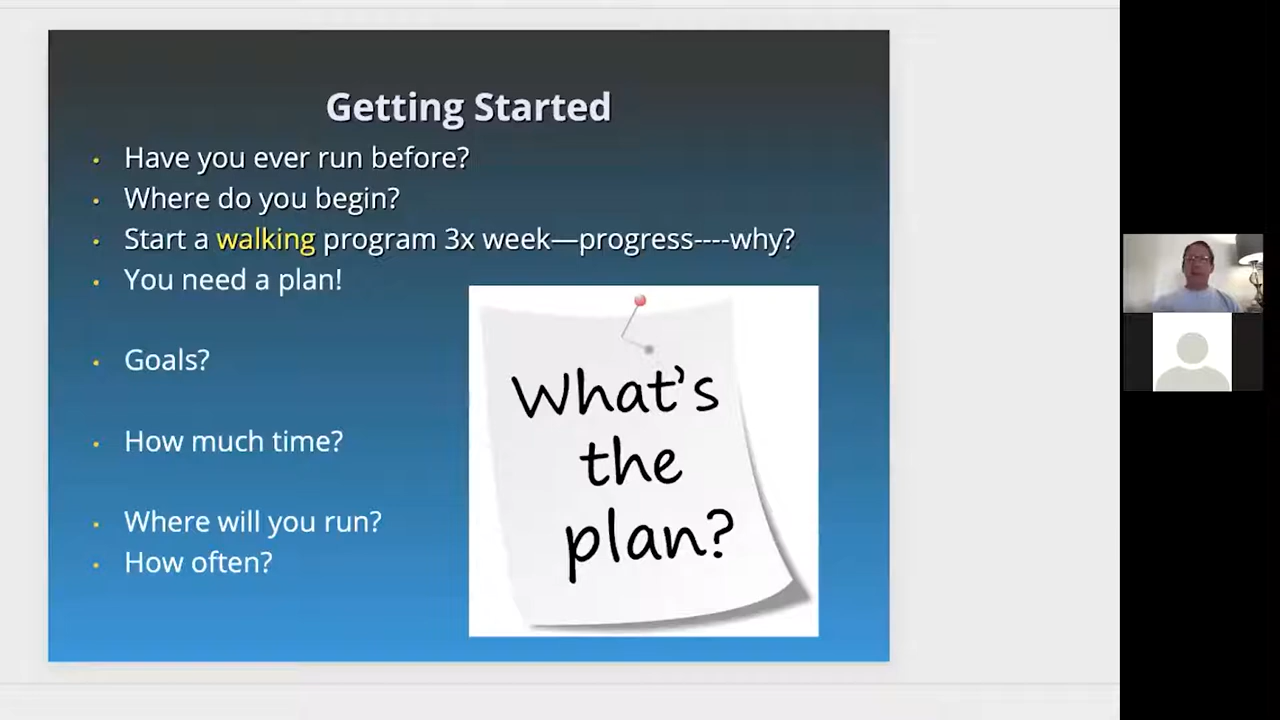 Getting Started
Have you ever run before?
Where do you begin?
Start a walking program 3x week—progress----why?
You need a plan!
Goals?
How much time?
Where will you run?
How often?
What's
the
plan?